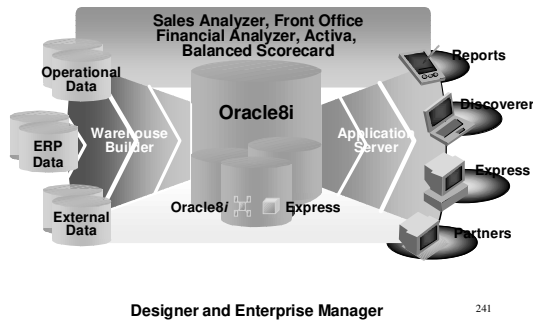 Sales Analyzer, Front Office
Financial Analyzer, Activa,
Balanced Scorecard
Operational
Data
ERP
Data
External
Data
Warehouse
Builder
Oracle8i
Oracle8i
Express
Application
Server
Reports
Discoverer
Express
Partners
Designer and Enterprise Manager
241